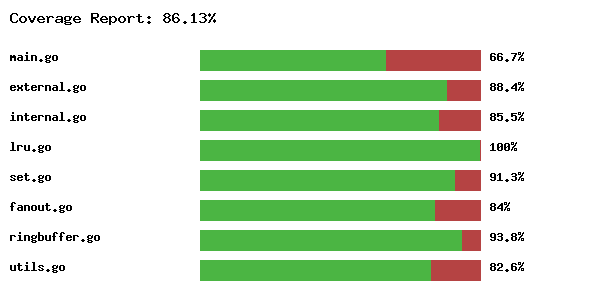 Coverage Report: 86.13%
main.go 66.7%
external.go 88.4%
internal.go 85.5%
lru.go 100%
set.go 91.3%
fanout.go 84%
ringbuffer.go 93.8%
utils.go 82.6%